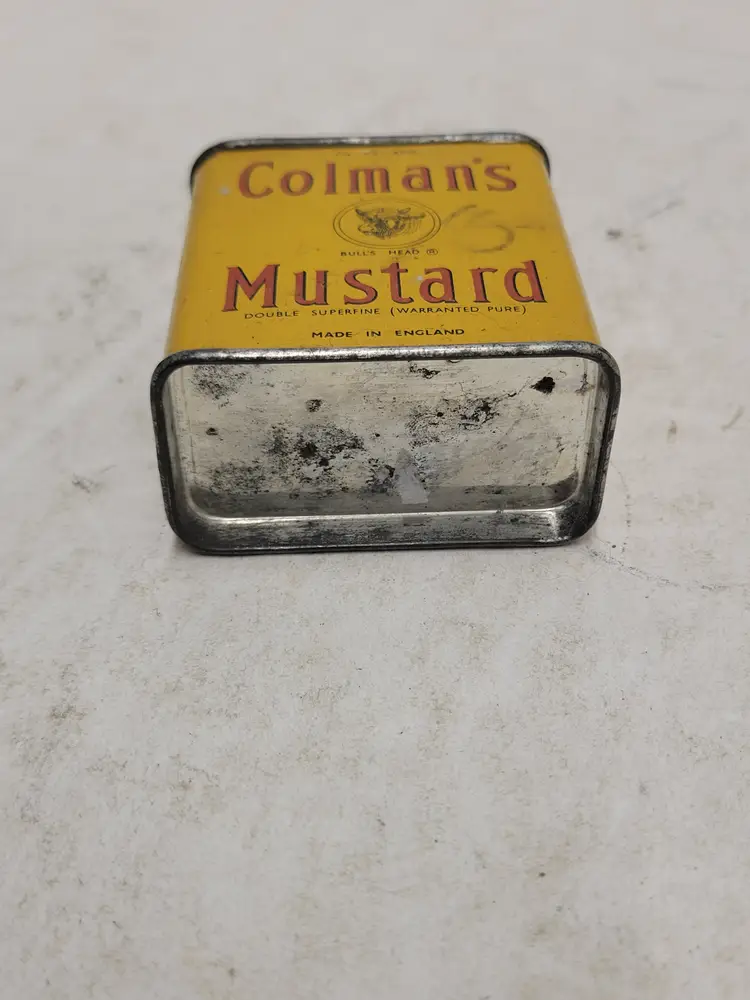 Colman's
BULL'S HEAD ®
Mustard
DOUBLE SUPERFINE (WARRANTED PURE)
MADE IN ENGLAND